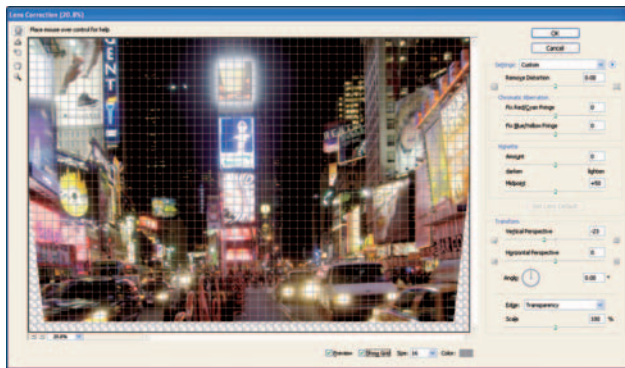 Lens Correction (20.8%)
Place mouse over control for help
OK
Cancel
Settings: Custom
Remove Distortion 0.00
Chromatic Aberration
Fix Red/Cyan Fringe 0
Fix Blue/Yellow Fringe 0
Vignette
Amount 0
darken lighten
Midpoint +50
Set Lens Default
Transform
Vertical Perspective -23
Horizontal Perspective 0
Angle: 0.00 °
Edge: Transparency
Scale 100 %
20.8%
Preview Show Grid Size: 16 Color: